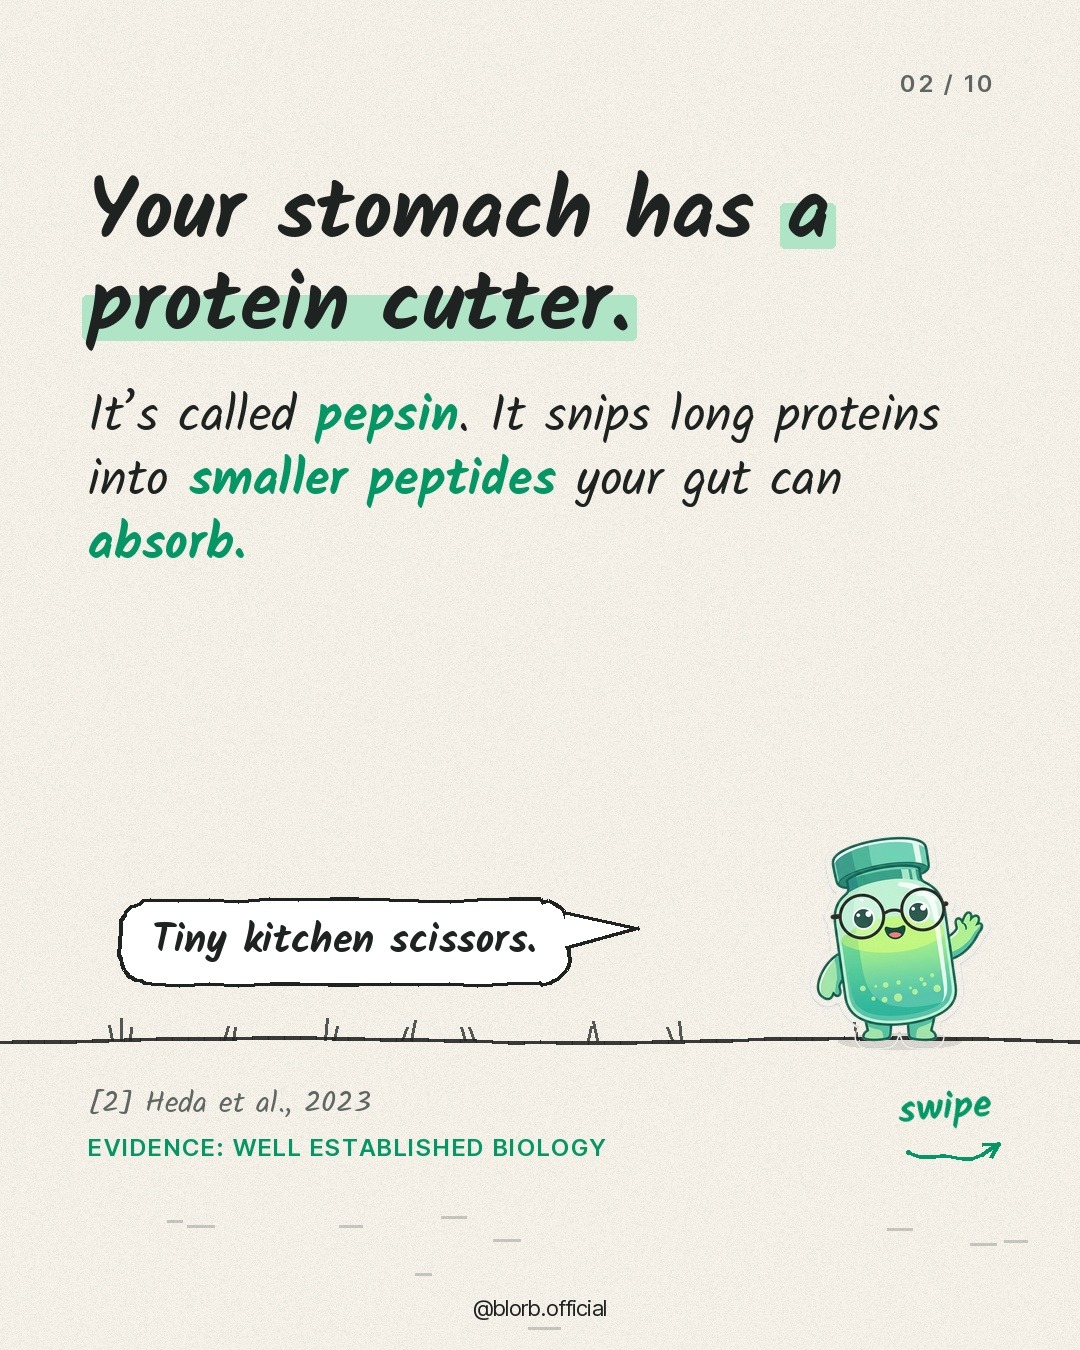 02 / 10
Your stomach has a
protein cutter.
It’s called pepsin. It snips long proteins
into smaller peptides your gut can
absorb.
Tiny kitchen scissors.
[2] Heda et al., 2023
EVIDENCE: WELL ESTABLISHED BIOLOGY
swipe
@blorb.official